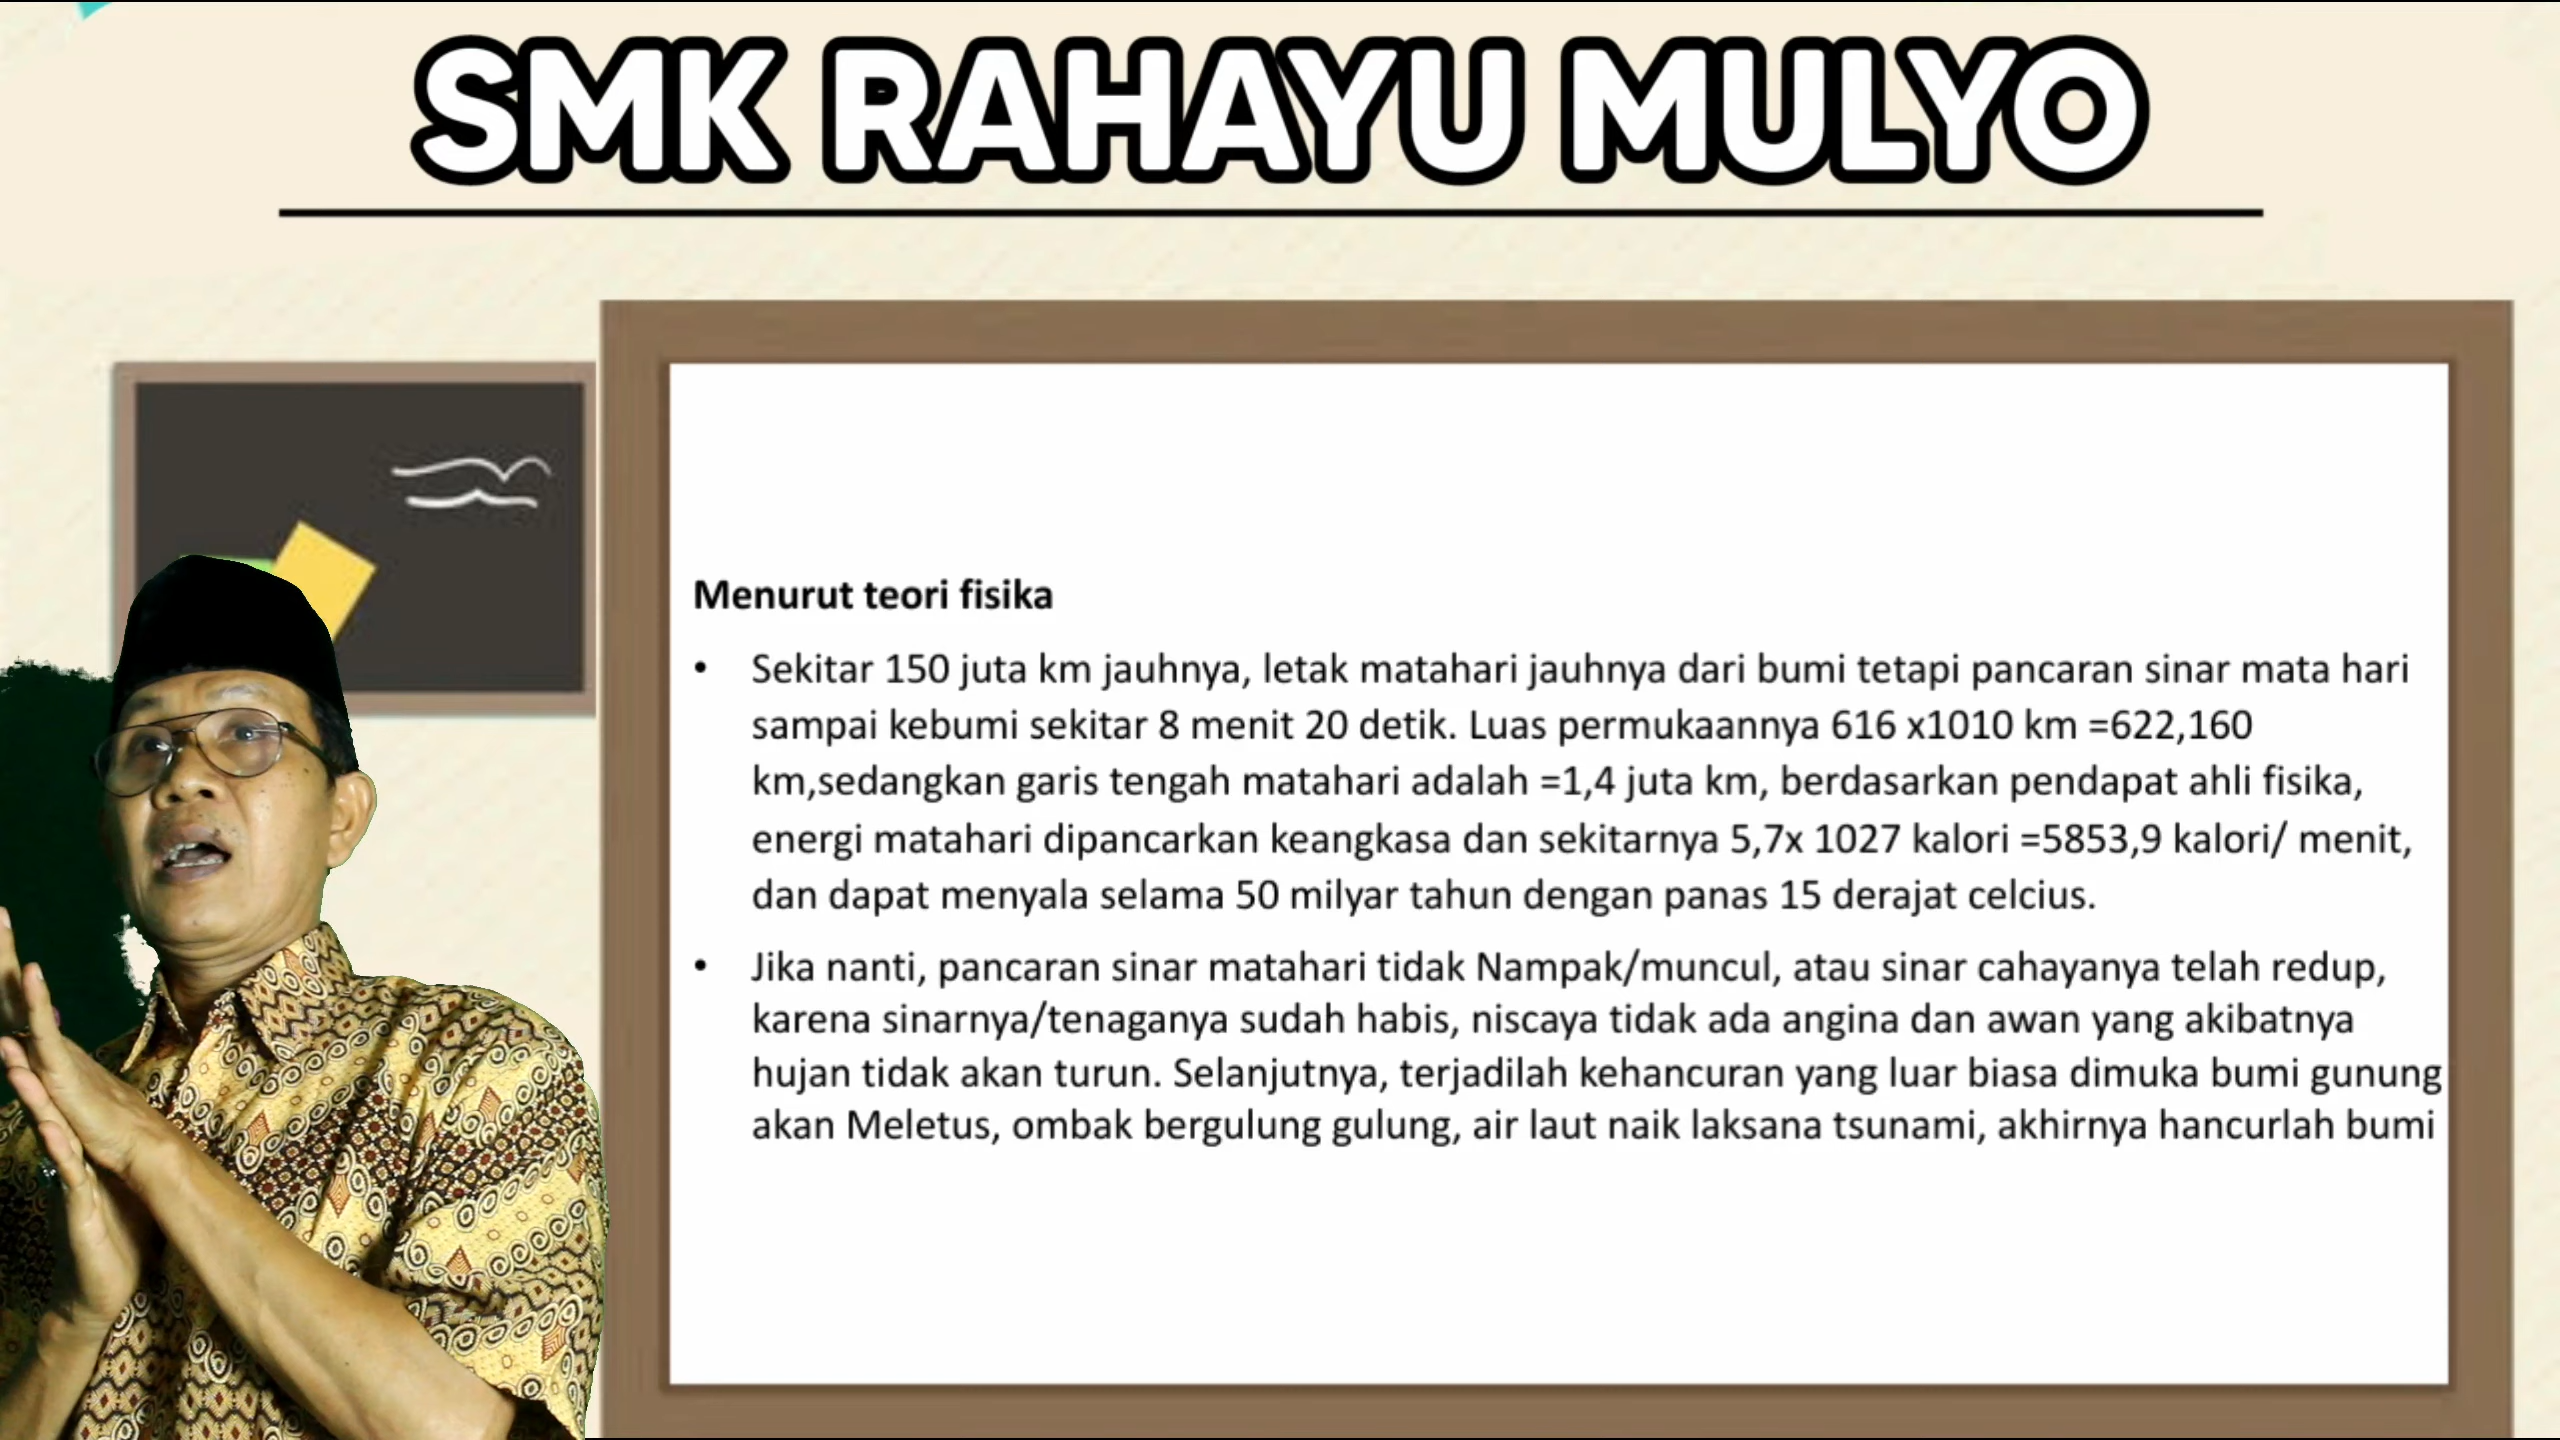 SMK RAHAYU MULYO
Menurut teori fisika
• Sekitar 150 juta km jauhnya, letak matahari jauhnya dari bumi tetapi pancaran sinar mata hari
sampai kebumi sekitar 8 menit 20 detik. Luas permukaannya 616 x1010 km =622,160
km,sedangkan garis tengah matahari adalah =1,4 juta km, berdasarkan pendapat ahli fisika,
energi matahari dipancarkan keangkasa dan sekitarnya 5,7x 1027 kalori =5853,9 kalori/ menit,
dan dapat menyala selama 50 milyar tahun dengan panas 15 derajat celcius.
• Jika nanti, pancaran sinar matahari tidak Nampak/muncul, atau sinar cahayanya telah redup,
karena sinarnya/tenaganya sudah habis, niscaya tidak ada angina dan awan yang akibatnya
hujan tidak akan turun. Selanjutnya, terjadilah kehancuran yang luar biasa dimuka bumi gunung
akan Meletus, ombak bergulung gulung, air laut naik laksana tsunami, akhirnya hancurlah bumi